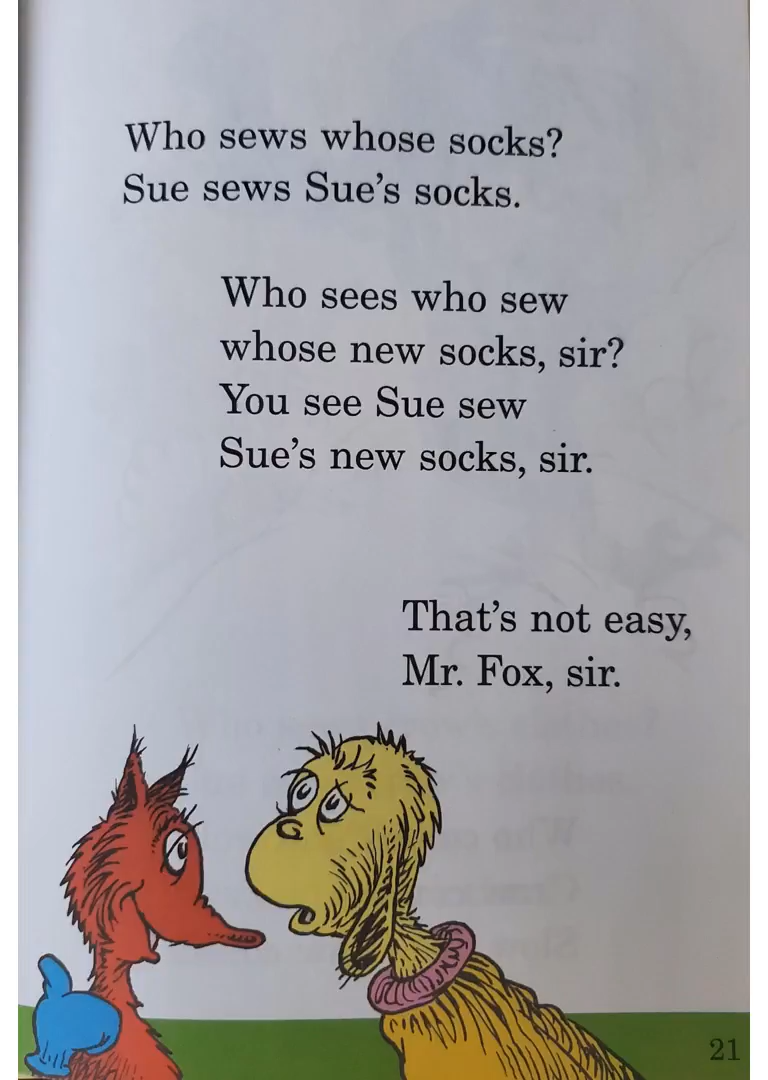 Who sews whose socks?
Sue sews Sue's socks.
Who sees who sew
whose new socks, sir?
You see Sue sew
Sue's new socks, sir.
That's not easy,
Mr. Fox, sir.
21